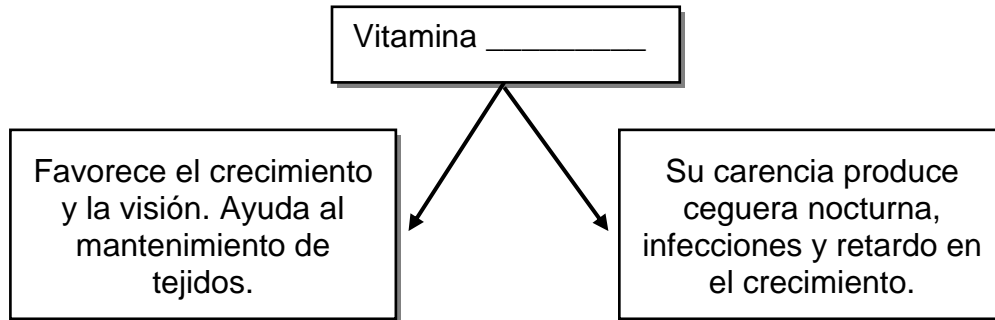 Vitamina _________
Favorece el crecimiento
y la visión. Ayuda al
mantenimiento de
tejidos.
Su carencia produce
ceguera nocturna,
infecciones y retardo en
el crecimiento.